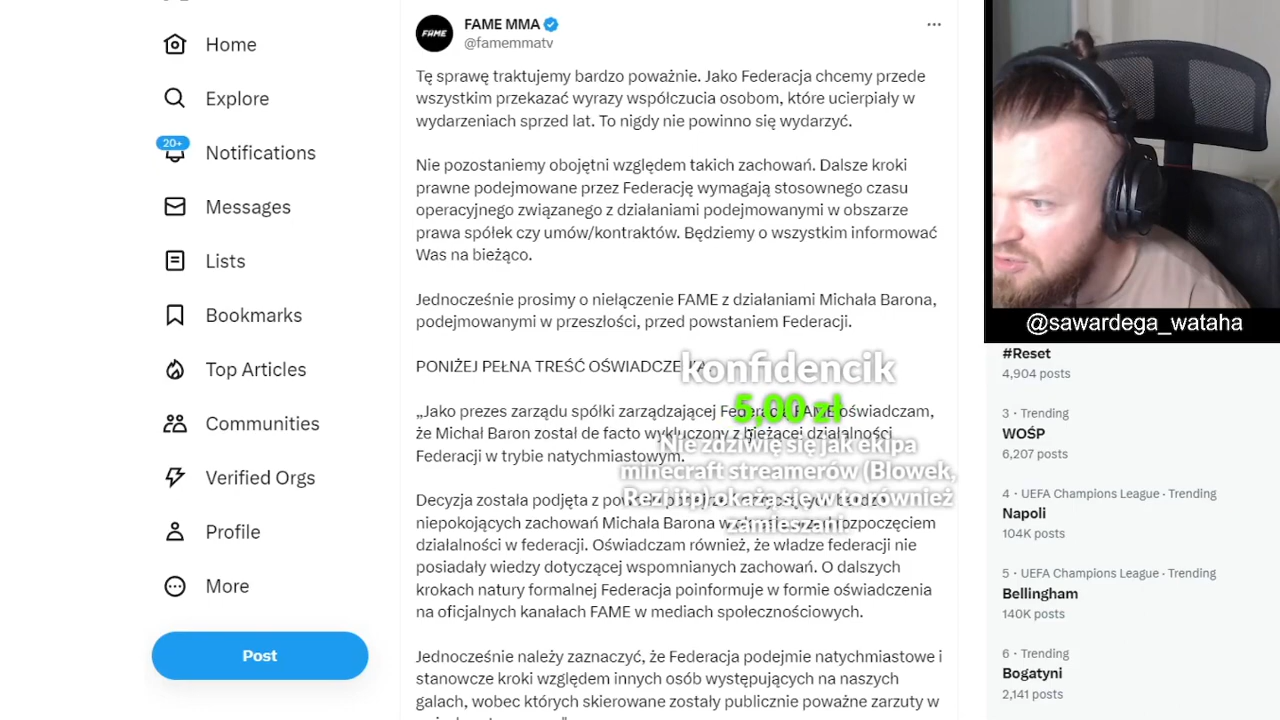 Home
Explore
20+
Notifications
Messages
Lists
Bookmarks
Top Articles
Communities
Verified Orgs
Profile
More
Post
FAME
FAME MMA
@famemmatv
Tę sprawę traktujemy bardzo poważnie. Jako Federacja chcemy przede
wszystkim przekazać wyrazy współczucia osobom, które ucierpiały w
wydarzeniach sprzed lat. To nigdy nie powinno się wydarzyć.
Nie pozostaniemy obojętni względem takich zachowań. Dalsze kroki
prawne podejmowane przez Federację wymagają stosownego czasu
operacyjnego związanego z działaniami podejmowanymi w obszarze
prawa spółek czy umów/kontraktów. Będziemy o wszystkim informować
Was na bieżąco.
Jednocześnie prosimy o niełączenie FAME z działaniami Michała Barona,
podejmowanymi w przeszłości, przed powstaniem Federacji.
PONIŻEJ PEŁNA TREŚĆ
„Jako prezes zarządu spółki zarządzającej FAME oświadczam,
że Michał Baron został de facto wykluczony z bieżącej działalności
Federacji w trybie natychmiastowym.
Decyzja została podjęta z
niepokojących zachowań Michała Barona rozpoczęciem
działalności w federacji. Oświadczam również, że władze federacji nie
posiadały wiedzy dotyczącej wspomnianych zachowań. O dalszych
krokach natury formalnej Federacja poinformuje w formie oświadczenia
na oficjalnych kanałach FAME w mediach społecznościowych.
Jednocześnie należy zaznaczyć, że Federacja podejmie natychmiastowe i
stanowcze kroki względem innych osób występujących na naszych
galach, wobec których skierowane zostały publicznie poważne zarzuty w
konfidencik
5,00 zł
Nie zdziwię się jak ekipa
minecraft streamerów (Blowek,
Rezi itp) okażą się w to również
zamieszani.
@sawardega_wataha
#Reset
4,904 posts
3 · Trending
WOŚP
6,207 posts
4 · UEFA Champions League · Trending
Napoli
104K posts
5 · UEFA Champions League · Trending
Bellingham
140K posts
6 · Trending
Bogatyni
2,141 posts